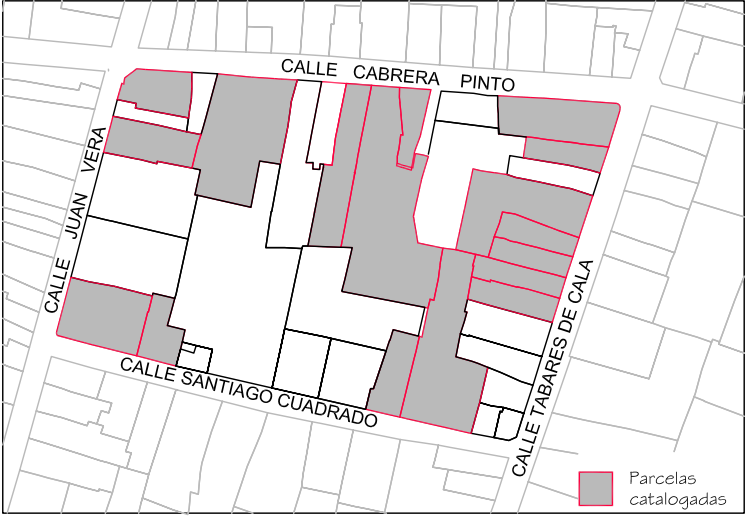 CALLE CABRERA PINTO
CALLE JUAN VERA
CALLE TABARES DE CALA
CALLE SANTIAGO CUADRADO
Parcelas
catalogadas